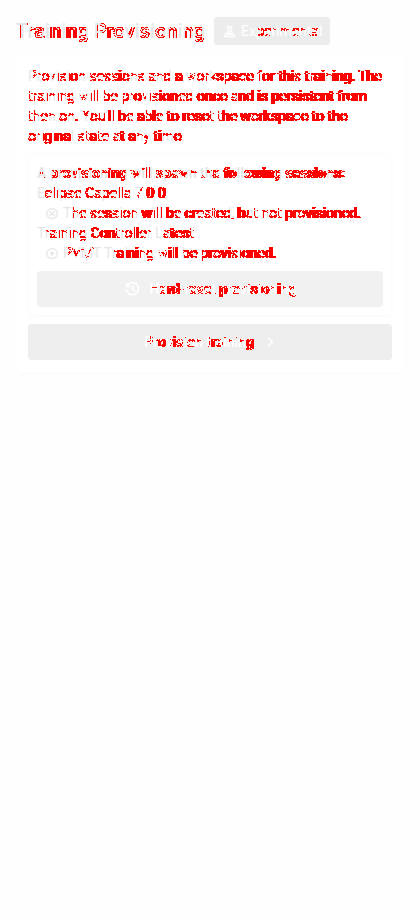 Training Provisioning Experimental
Provision sessions and a workspace for this training. The
training will be provisioned once and is persistent from
then on. You'll be able to reset the workspace to the
original state at any time.
A provisioning will spawn the following sessions:
Eclipse Capella 7.0.0
The session will be created, but not provisioned.
Training Controller Latest
PVMT Training will be provisioned.
provisioning
Provision training